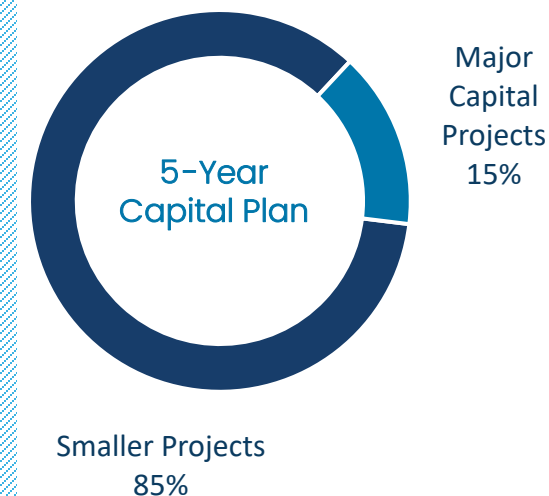 Major
Capital
Projects
15%
5-Year
Capital Plan
Smaller Projects
85%